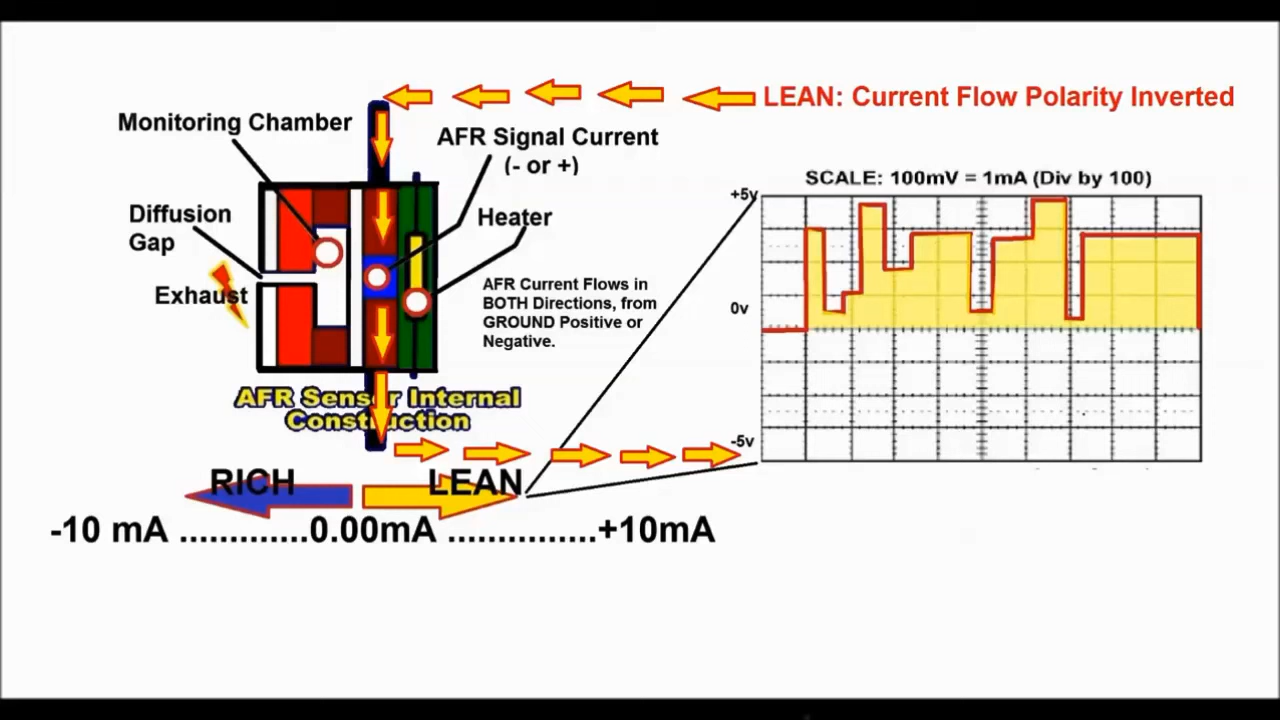 LEAN: Current Flow Polarity Inverted
Monitoring Chamber
AFR Signal Current
(- or +)
SCALE: 100mV = 1mA (Div by 100)
+5v
Diffusion
Gap
Heater
Exhaust
AFR Current Flows in
BOTH Directions, from
GROUND Positive or
Negative.
0v
AFR Sensor Internal
Construction
-5v
RICH
LEAN
-10 mA .............0.00mA ...............+10mA